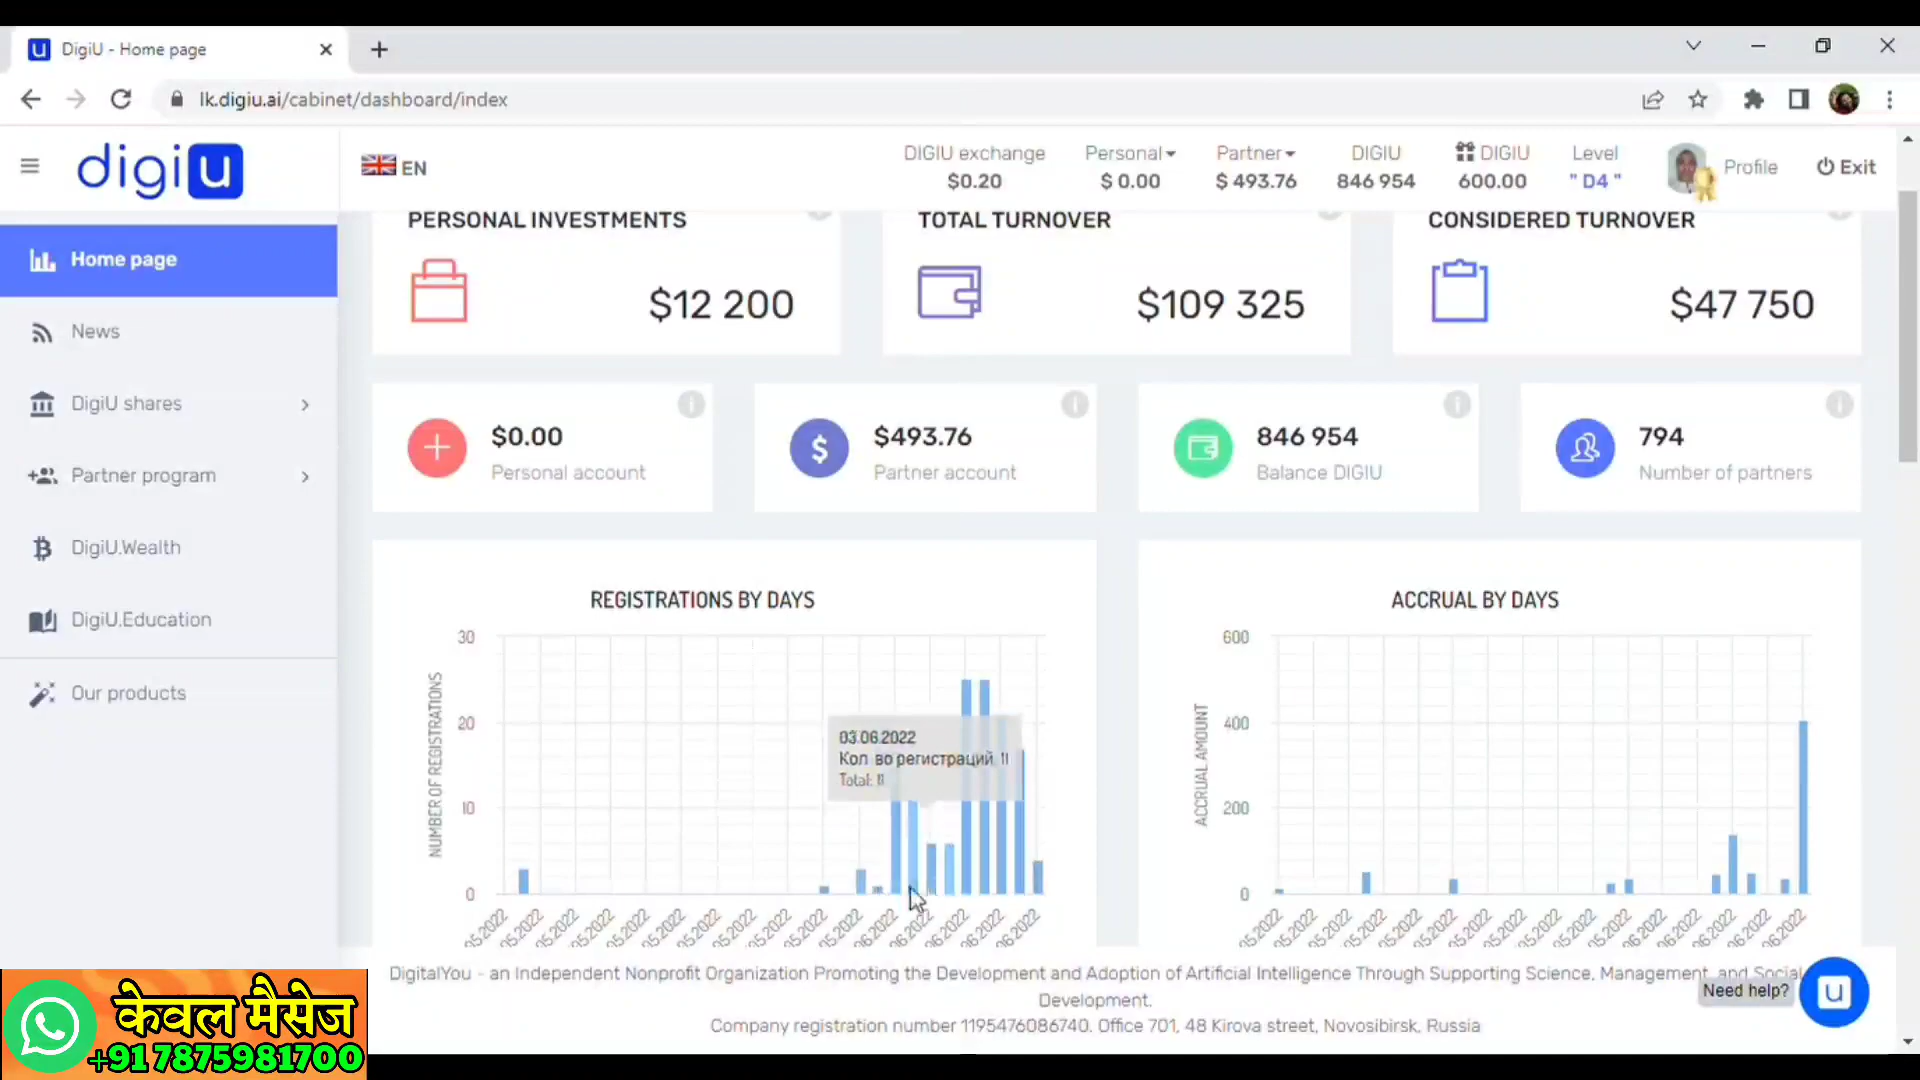 DigiU - Home page
lk.digiu.ai/cabinet/dashboard/index
digiu
EN
DIGIU exchange
$0.20
Personal
$ 0.00
Partner
$ 493.76
DIGIU
846 954
DIGIU
600.00
Level
" D4 "
Profile
Exit
Home page
News
DigiU shares
Partner program
DigiU.Wealth
DigiU.Education
Our products
PERSONAL INVESTMENTS
$12 200
TOTAL TURNOVER
$109 325
CONSIDERED TURNOVER
$47 750
$0.00
Personal account
$493.76
Partner account
846 954
Balance DIGIU
794
Number of partners
REGISTRATIONS BY DAYS
NUMBER OF REGISTRATIONS
30
20
10
0
03.06.2022
Кол во регистраций 11
Total: 11
ACCRUAL BY DAYS
ACCRUAL AMOUNT
600
400
200
0
DigitalYou - an Independent Nonprofit Organization Promoting the Development and Adoption of Artificial Intelligence Through Supporting Science, Management, and Social
Development.
Company registration number 1195476086740. Office 701, 48 Kirova street, Novosibirsk, Russia
Need help?
केवल मैसेज
+91 7875981700